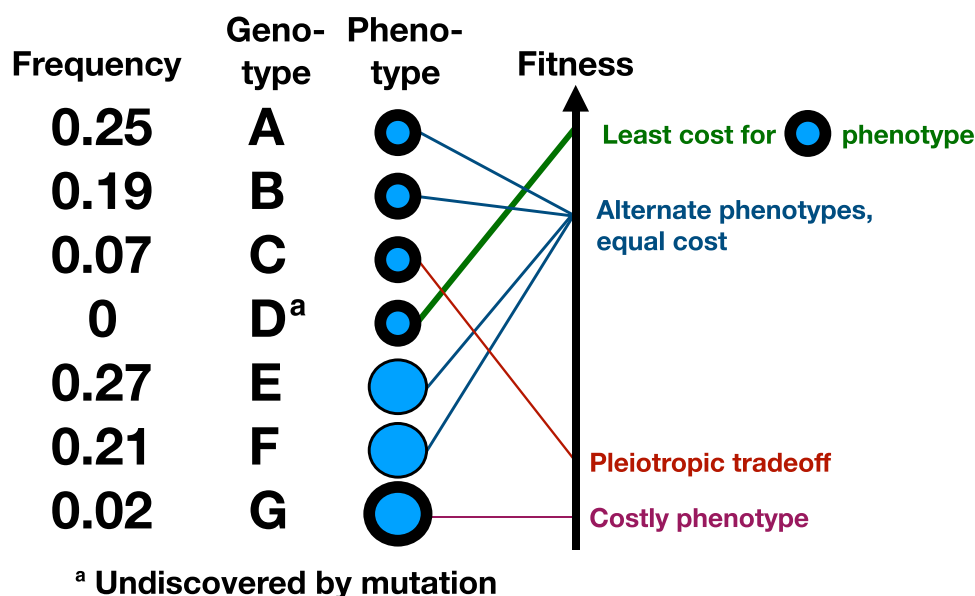 Frequency Geno-type Pheno-type Fitness
0.25 A
Least cost for phenotype
0.19 B
Alternate phenotypes,
equal cost
0.07 C
0 Dᵃ
0.27 E
0.21 F
Pleiotropic tradeoff
0.02 G
Costly phenotype
ᵃ Undiscovered by mutation